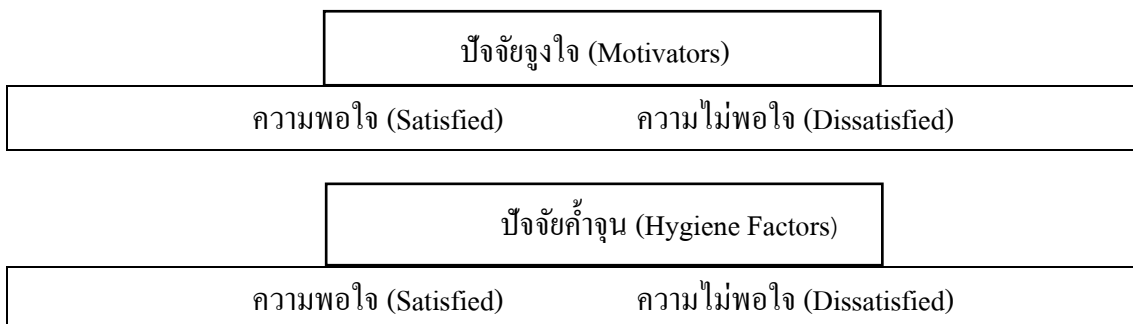 ปัจจัยจูงใจ (Motivators)
ความพอใจ (Satisfied) ความไม่พอใจ (Dissatisfied)
ปัจจัยค้ำจุน (Hygiene Factors)
ความพอใจ (Satisfied) ความไม่พอใจ (Dissatisfied)